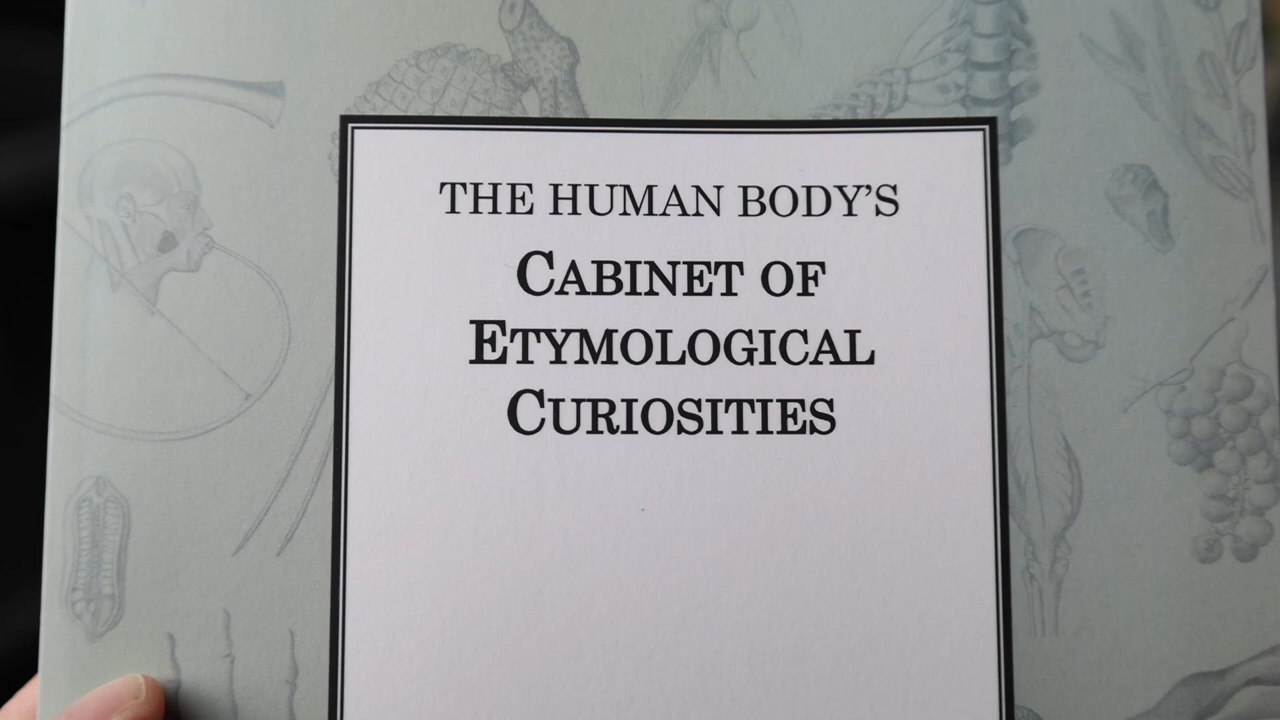 THE HUMAN BODY'S
CABINET OF
ETYMOLOGICAL
CURIOSITIES